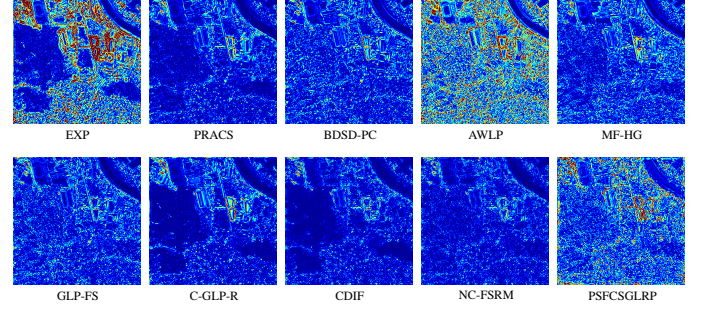 EXP
PRACS
BDSD-PC
AWLP
MF-HG
GLP-FS
C-GLP-R
CDIF
NC-FSRM
PSFCSGLRP